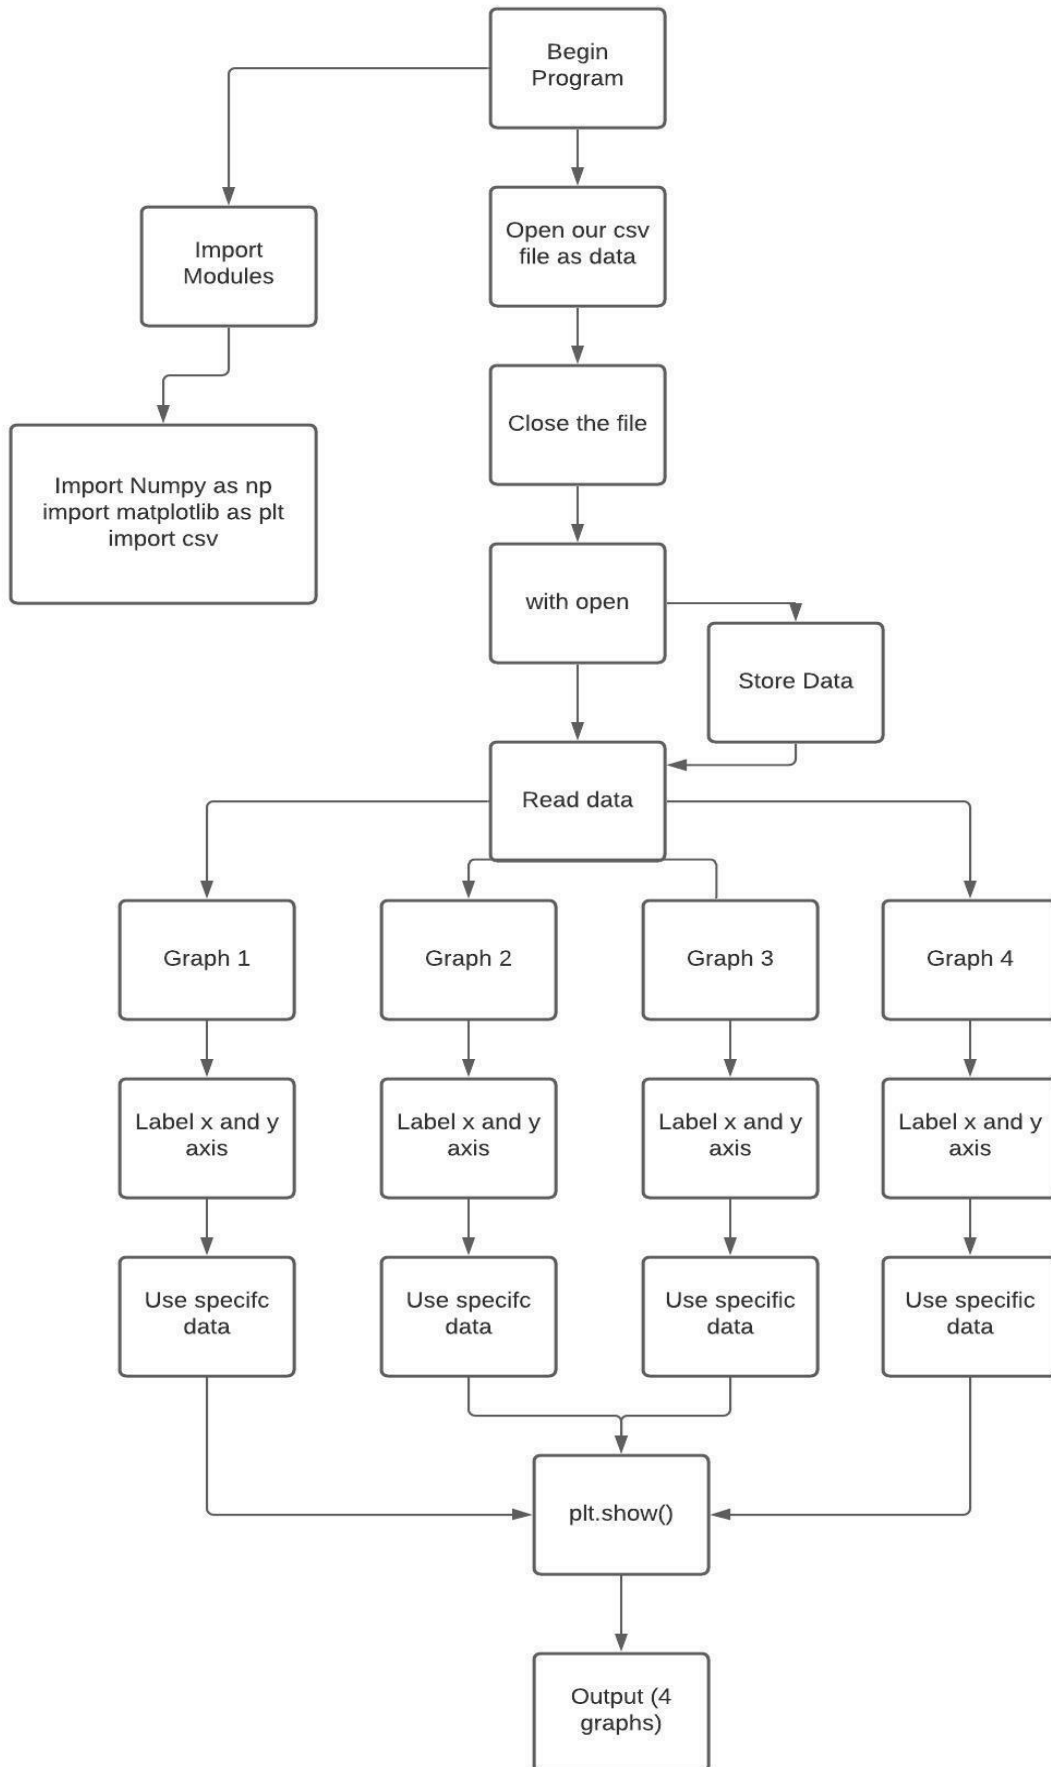 Begin
Program
Open our csv
file as data
Import
Modules
Close the file
Import Numpy as np
import matplotlib as plt
import csv
with open
Store Data
Read data
Graph 1
Graph 2
Graph 3
Graph 4
Label x and y
axis
Label x and y
axis
Label x and y
axis
Label x and y
axis
Use specifc
data
Use specifc
data
Use specific
data
Use specific
data
plt.show()
Output (4
graphs)